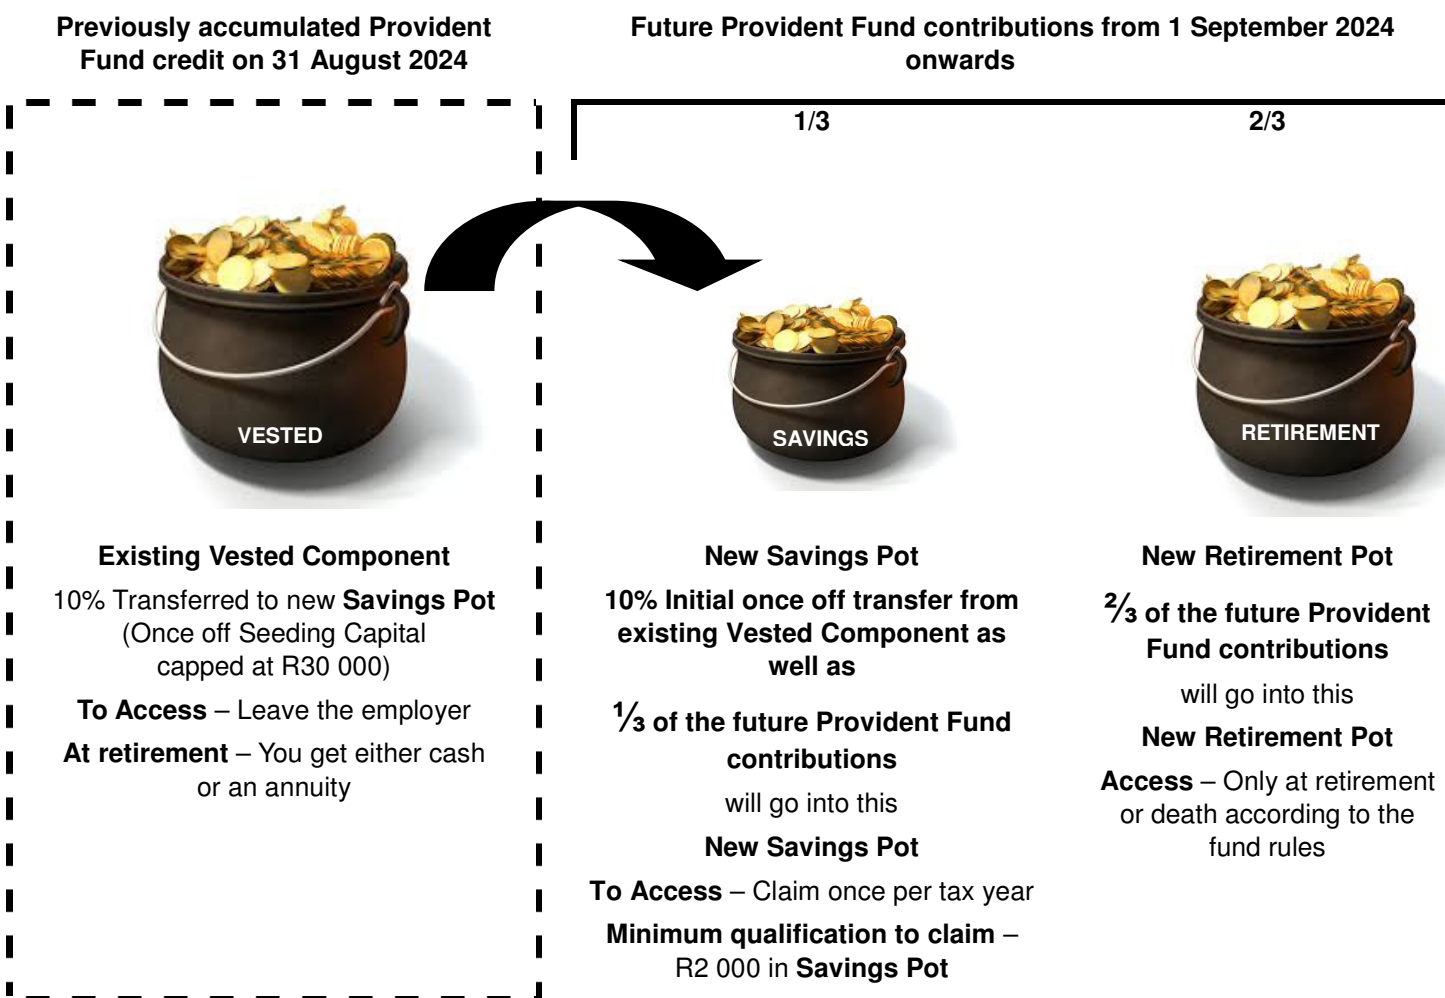 Previously accumulated Provident
Fund credit on 31 August 2024
Future Provident Fund contributions from 1 September 2024
onwards
1/3
2/3
VESTED
SAVINGS
RETIREMENT
Existing Vested Component
10% Transferred to new Savings Pot
(Once off Seeding Capital
capped at R30 000)
To Access – Leave the employer
At retirement – You get either cash
or an annuity
New Savings Pot
10% Initial once off transfer from
existing Vested Component as
well as
⅓ of the future Provident Fund
contributions
will go into this
New Savings Pot
To Access – Claim once per tax year
Minimum qualification to claim –
R2 000 in Savings Pot
New Retirement Pot
⅔ of the future Provident
Fund contributions
will go into this
New Retirement Pot
Access – Only at retirement
or death according to the
fund rules